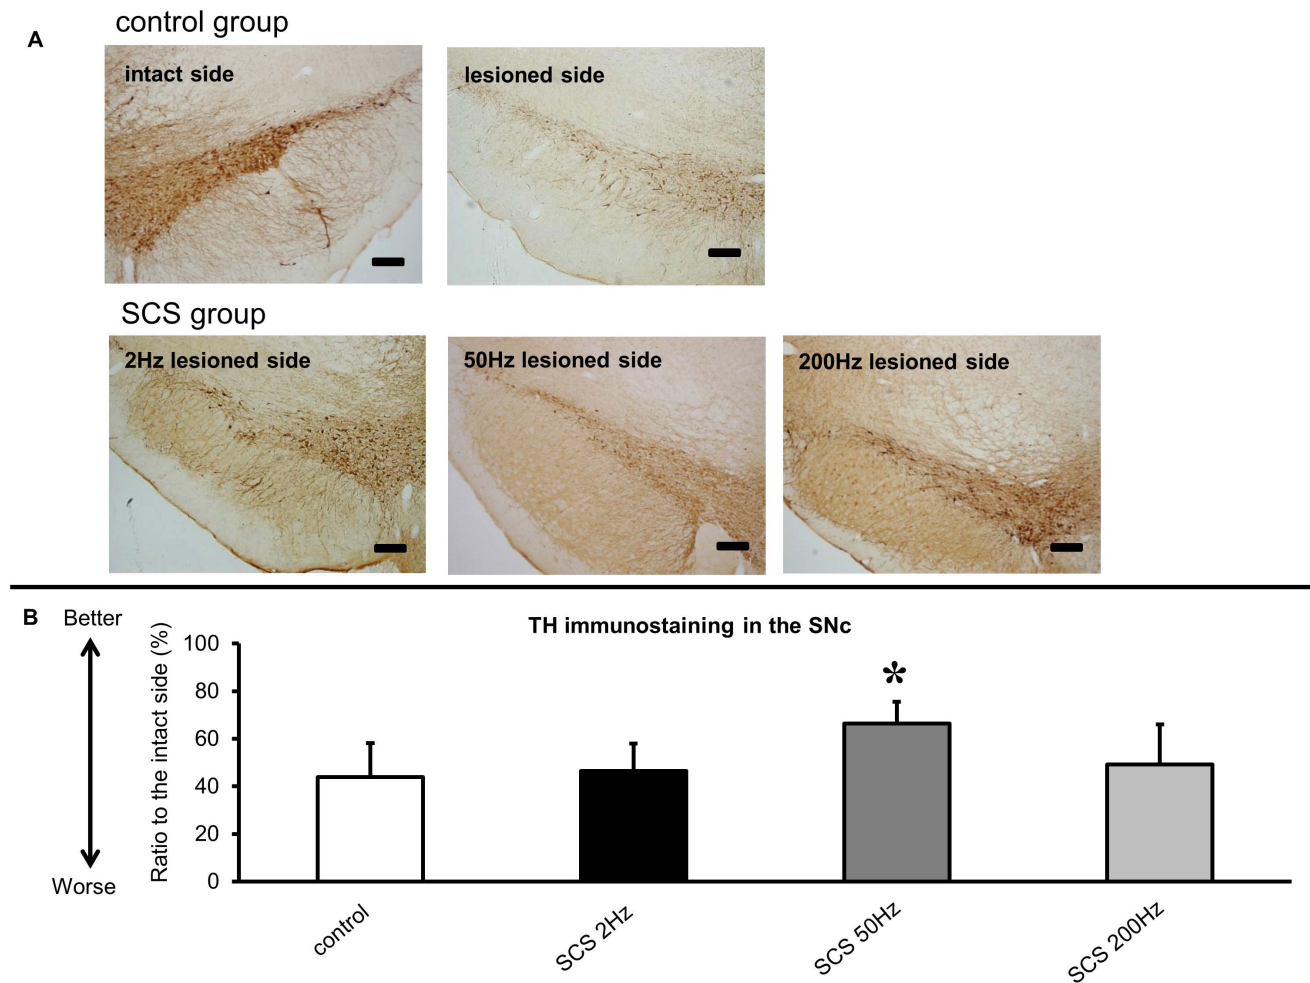 control group
A
intact side
lesioned side
SCS group
2Hz lesioned side
50Hz lesioned side
200Hz lesioned side
B
Better
Worse
TH immunostaining in the SNc
Ratio to the intact side (%)
100
80
60
40
20
0
*
control
SCS 2Hz
SCS 50Hz
SCS 200Hz